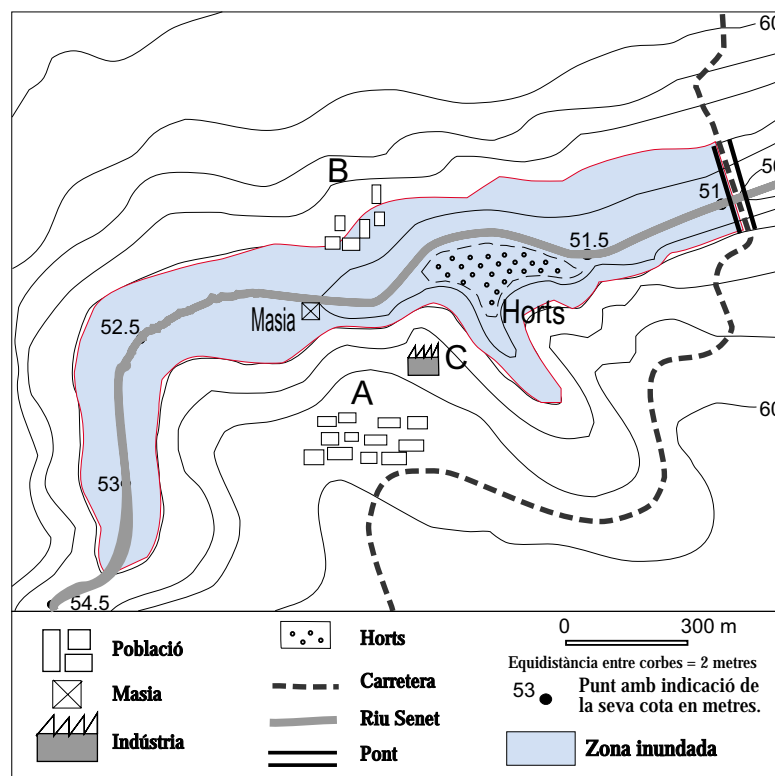 60
B
51
50
51.5
Masia
Horts
52.5
C
A
60
53
54.5
Població
Masia
Indústria
Horts
Carretera
Riu Senet
Pont
0 300 m
Equidistància entre corbes = 2 metres
53
Punt amb indicació de
la seva cota en metres.
Zona inundada